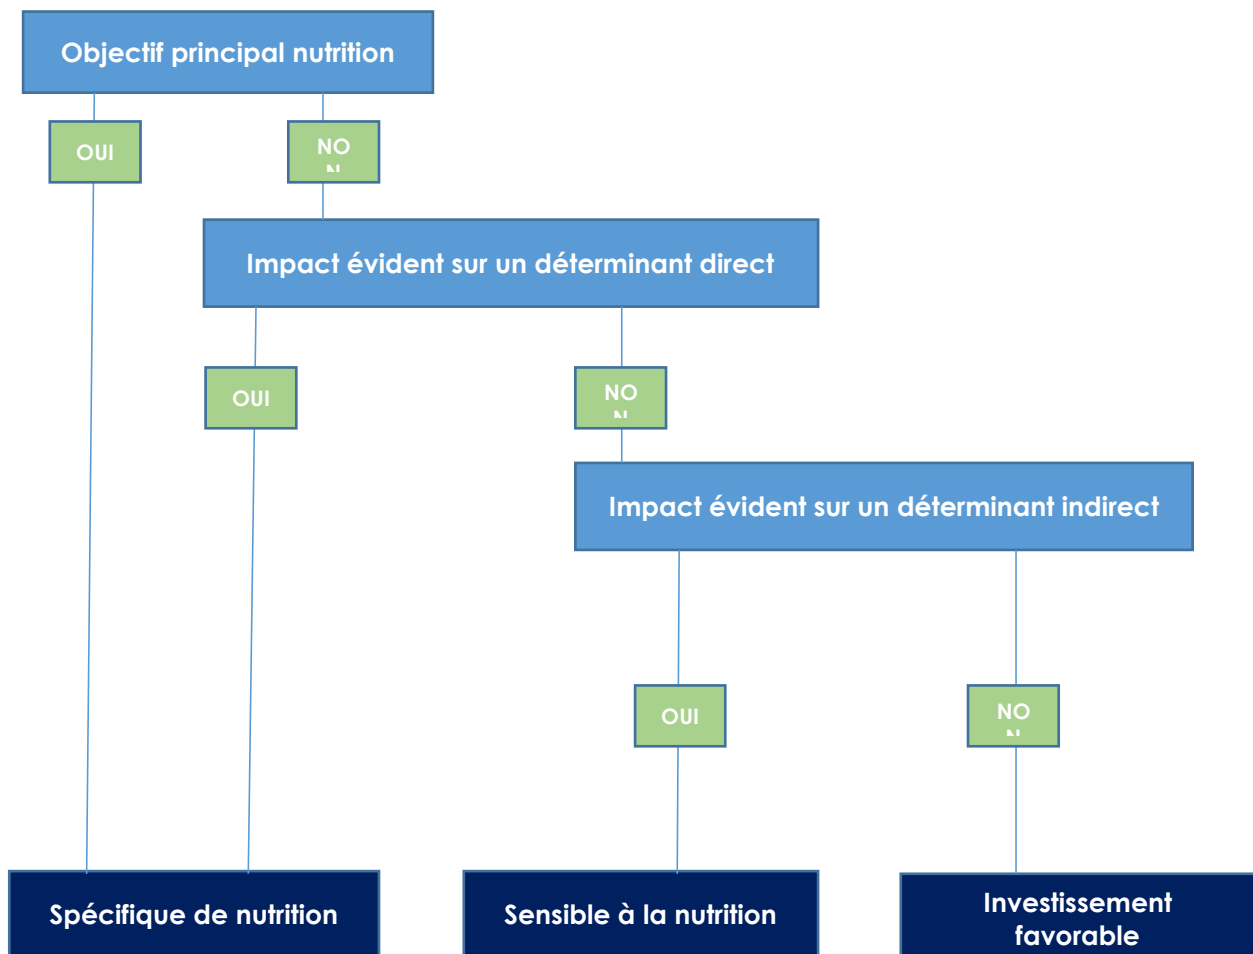 Objectif principal nutrition
OUI
NO
N
Impact évident sur un déterminant direct
OUI
NO
N
Impact évident sur un déterminant indirect
OUI
NO
N
Spécifique de nutrition
Sensible à la nutrition
Investissement
favorable